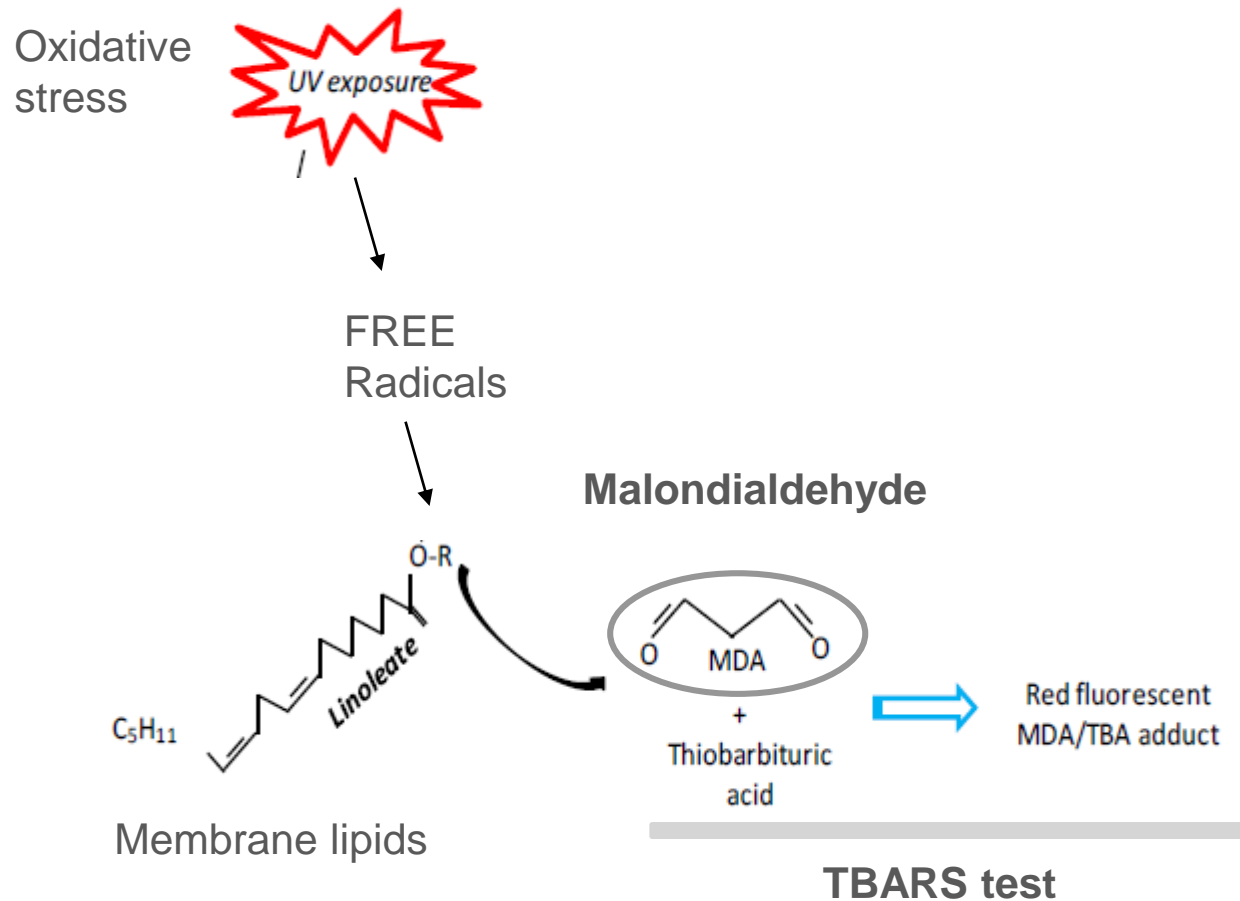 Oxidative
stress
UV exposure
/
FREE
Radicals
Malondialdehyde
O-R
Linoleate
C₅H₁₁
Membrane lipids
O
O
MDA
+
Thiobarbituric
acid
Red fluorescent
MDA/TBA adduct
TBARS test